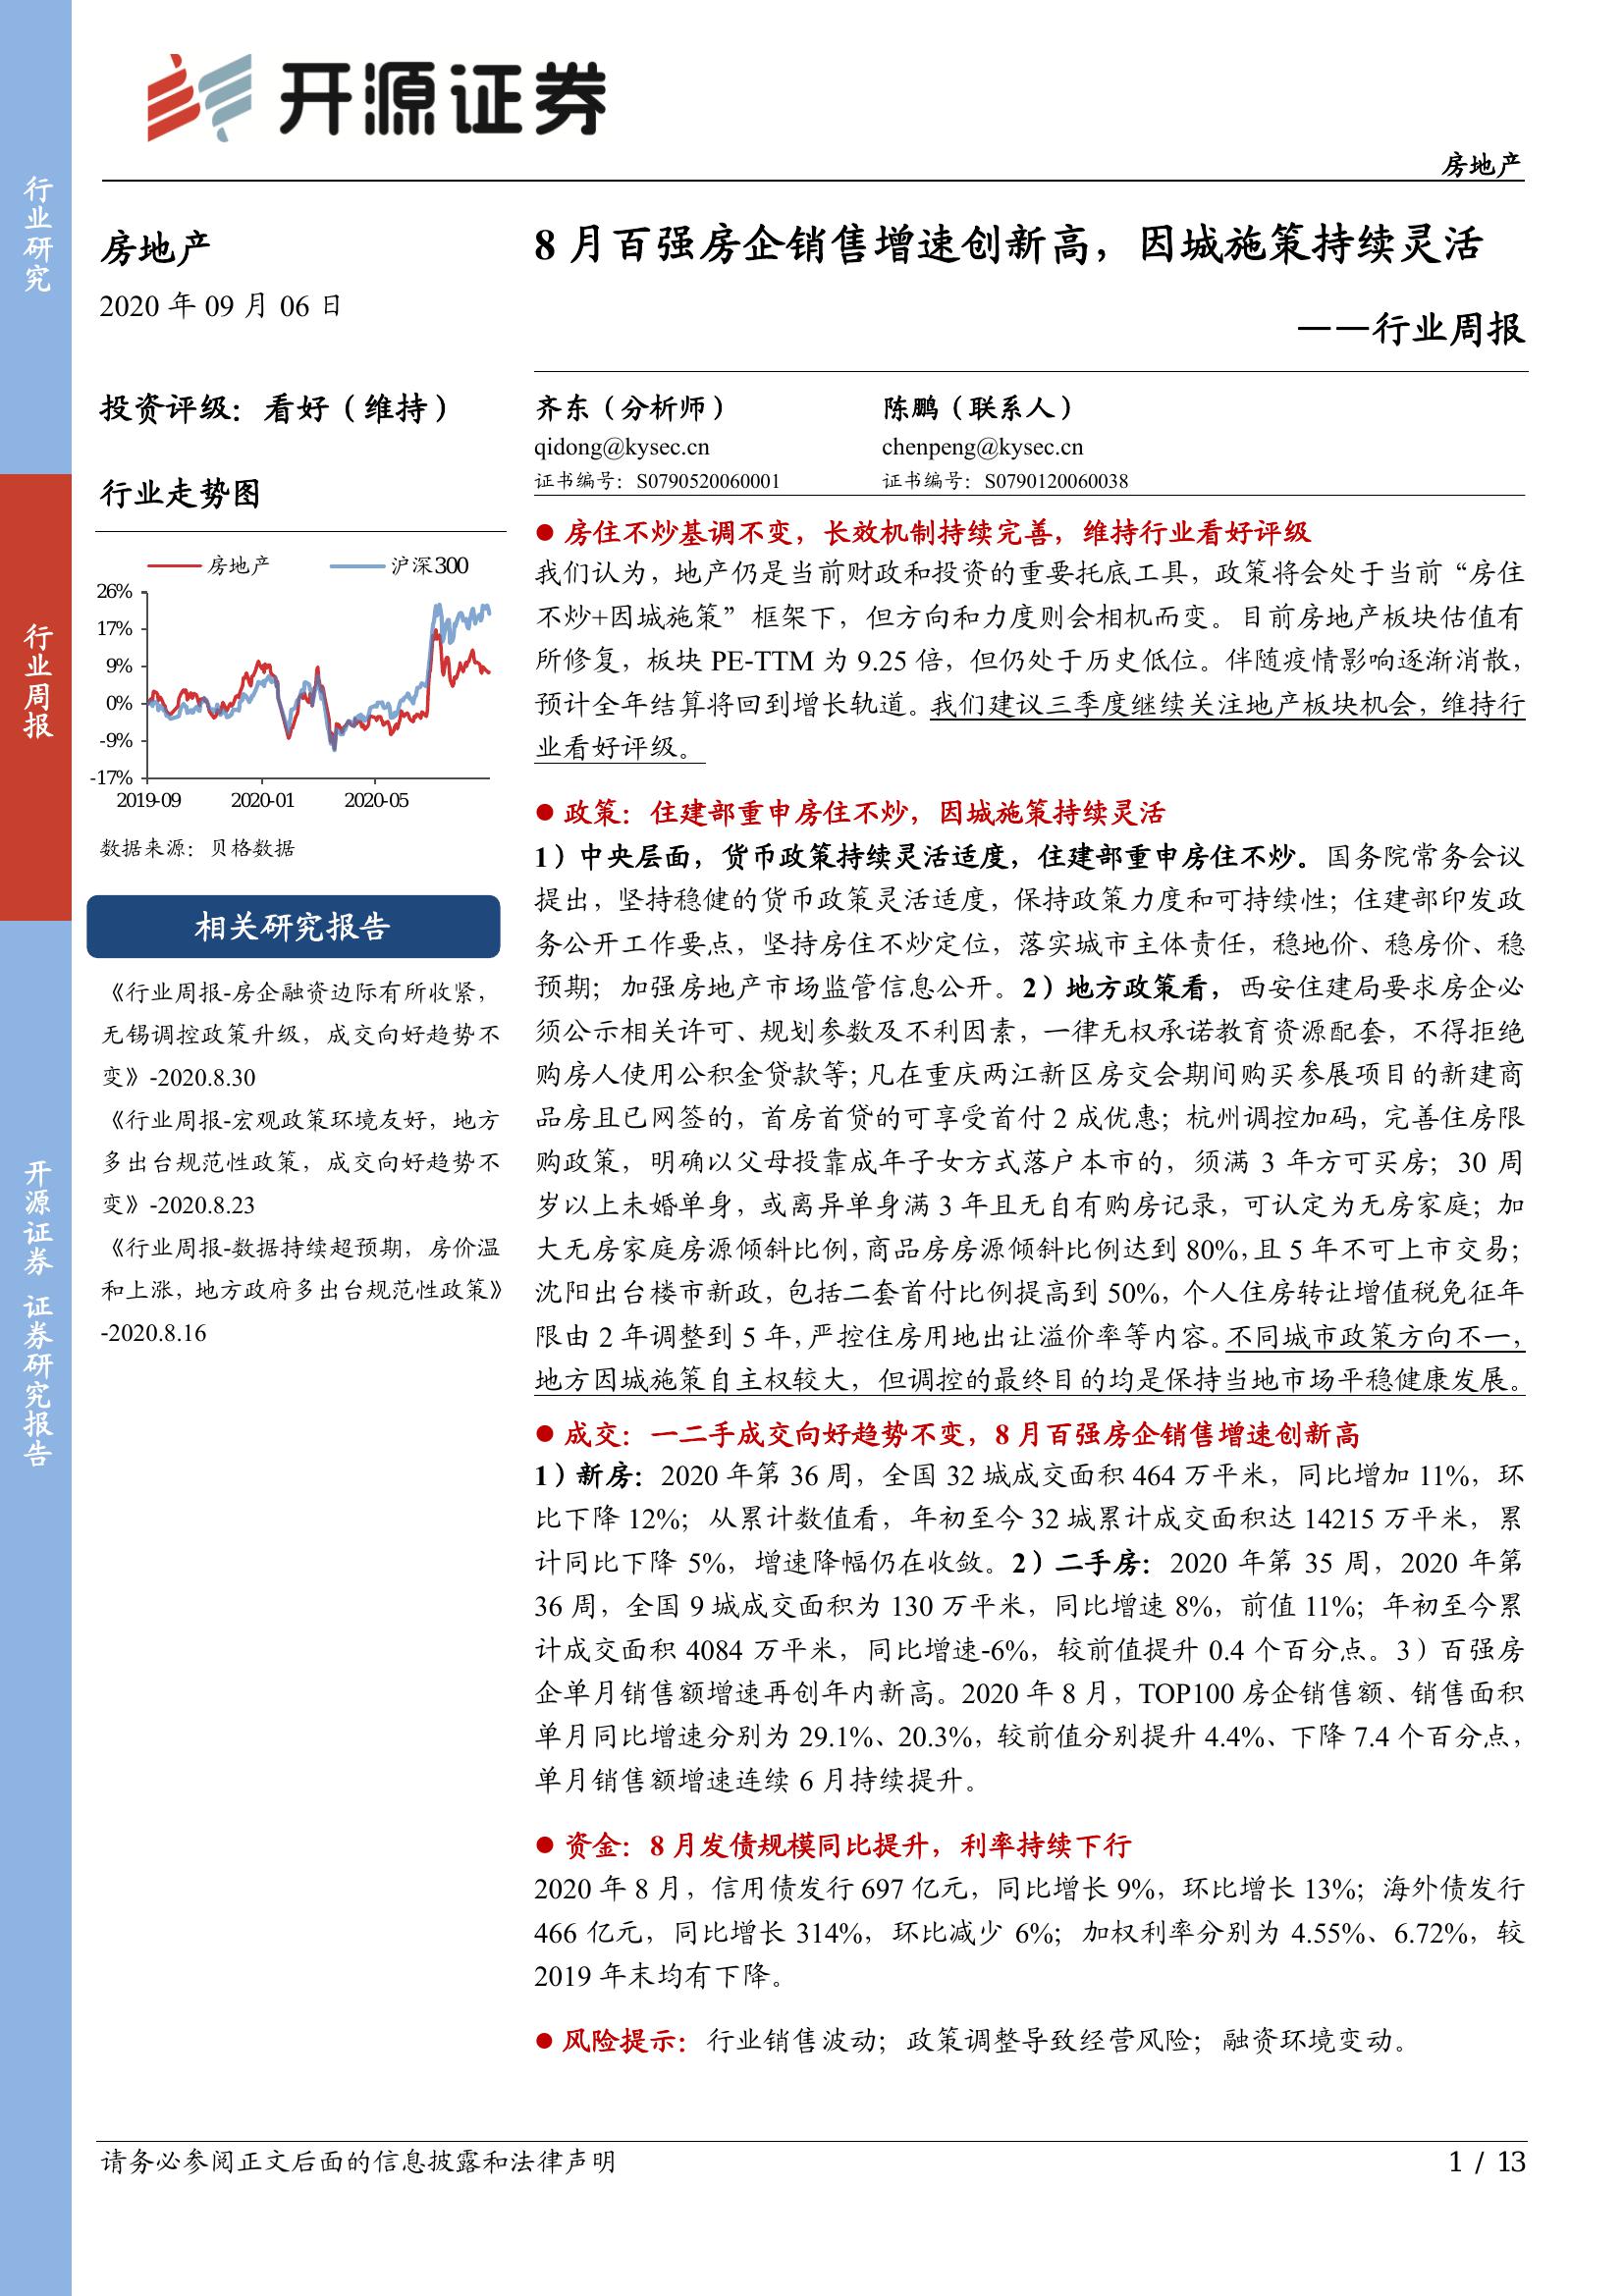 开源证券
房地产
行业研究
行业周报
开源证券 证券研究报告
房地产
2020 年 09 月 06 日
投资评级：看好（维持）
行业走势图
房地产 沪深300
26%
17%
9%
0%
-9%
-17%
2019-09 2020-01 2020-05
数据来源：贝格数据
相关研究报告
《行业周报-房企融资边际有所收紧，
无锡调控政策升级，成交向好趋势不
变》-2020.8.30
《行业周报-宏观政策环境友好，地方
多出台规范性政策，成交向好趋势不
变》-2020.8.23
《行业周报-数据持续超预期，房价温
和上涨，地方政府多出台规范性政策》
-2020.8.16
8 月百强房企销售增速创新高，因城施策持续灵活
——行业周报
齐东（分析师） 陈鹏（联系人）
qidong@kysec.cn chenpeng@kysec.cn
证书编号：S0790520060001 证书编号：S0790120060038
● 房住不炒基调不变，长效机制持续完善，维持行业看好评级
我们认为，地产仍是当前财政和投资的重要托底工具，政策将会处于当前“房住
不炒+因城施策”框架下，但方向和力度则会相机而变。目前房地产板块估值有
所修复，板块 PE-TTM 为 9.25 倍，但仍处于历史低位。伴随疫情影响逐渐消散，
预计全年结算将回到增长轨道。我们建议三季度继续关注地产板块机会，维持行
业看好评级。
● 政策：住建部重申房住不炒，因城施策持续灵活
1）中央层面，货币政策持续灵活适度，住建部重申房住不炒。国务院常务会议
提出，坚持稳健的货币政策灵活适度，保持政策力度和可持续性；住建部印发政
务公开工作要点，坚持房住不炒定位，落实城市主体责任，稳地价、稳房价、稳
预期；加强房地产市场监管信息公开。2）地方政策看，西安住建局要求房企必
须公示相关许可、规划参数及不利因素，一律无权承诺教育资源配套，不得拒绝
购房人使用公积金贷款等；凡在重庆两江新区房交会期间购买参展项目的新建商
品房且已网签的，首房首贷的可享受首付 2 成优惠；杭州调控加码，完善住房限
购政策，明确以父母投靠成年子女方式落户本市的，须满 3 年方可买房；30 周
岁以上未婚单身，或离异单身满 3 年且无自有购房记录，可认定为无房家庭；加
大无房家庭房源倾斜比例，商品房房源倾斜比例达到 80%，且 5 年不可上市交易；
沈阳出台楼市新政，包括二套首付比例提高到 50%，个人住房转让增值税免征年
限由 2 年调整到 5 年，严控住房用地出让溢价率等内容。不同城市政策方向不一，
地方因城施策自主权较大，但调控的最终目的均是保持当地市场平稳健康发展。
● 成交：一二手成交向好趋势不变，8 月百强房企销售增速创新高
1）新房：2020 年第 36 周，全国 32 城成交面积 464 万平米，同比增加 11%，环
比下降 12%；从累计数值看，年初至今 32 城累计成交面积达 14215 万平米，累
计同比下降 5%，增速降幅仍在收敛。2）二手房：2020 年第 35 周，2020 年第
36 周，全国 9 城成交面积为 130 万平米，同比增速 8%，前值 11%；年初至今累
计成交面积 4084 万平米，同比增速-6%，较前值提升 0.4 个百分点。3）百强房
企单月销售额增速再创年内新高。2020 年 8 月，TOP100 房企销售额、销售面积
单月同比增速分别为 29.1%、20.3%，较前值分别提升 4.4%、下降 7.4 个百分点，
单月销售额增速连续 6 月持续提升。
● 资金：8 月发债规模同比提升，利率持续下行
2020 年 8 月，信用债发行 697 亿元，同比增长 9%，环比增长 13%；海外债发行
466 亿元，同比增长 314%，环比减少 6%；加权利率分别为 4.55%、6.72%，较
2019 年末均有下降。
● 风险提示：行业销售波动；政策调整导致经营风险；融资环境变动。
请务必参阅正文后面的信息披露和法律声明 1 / 13